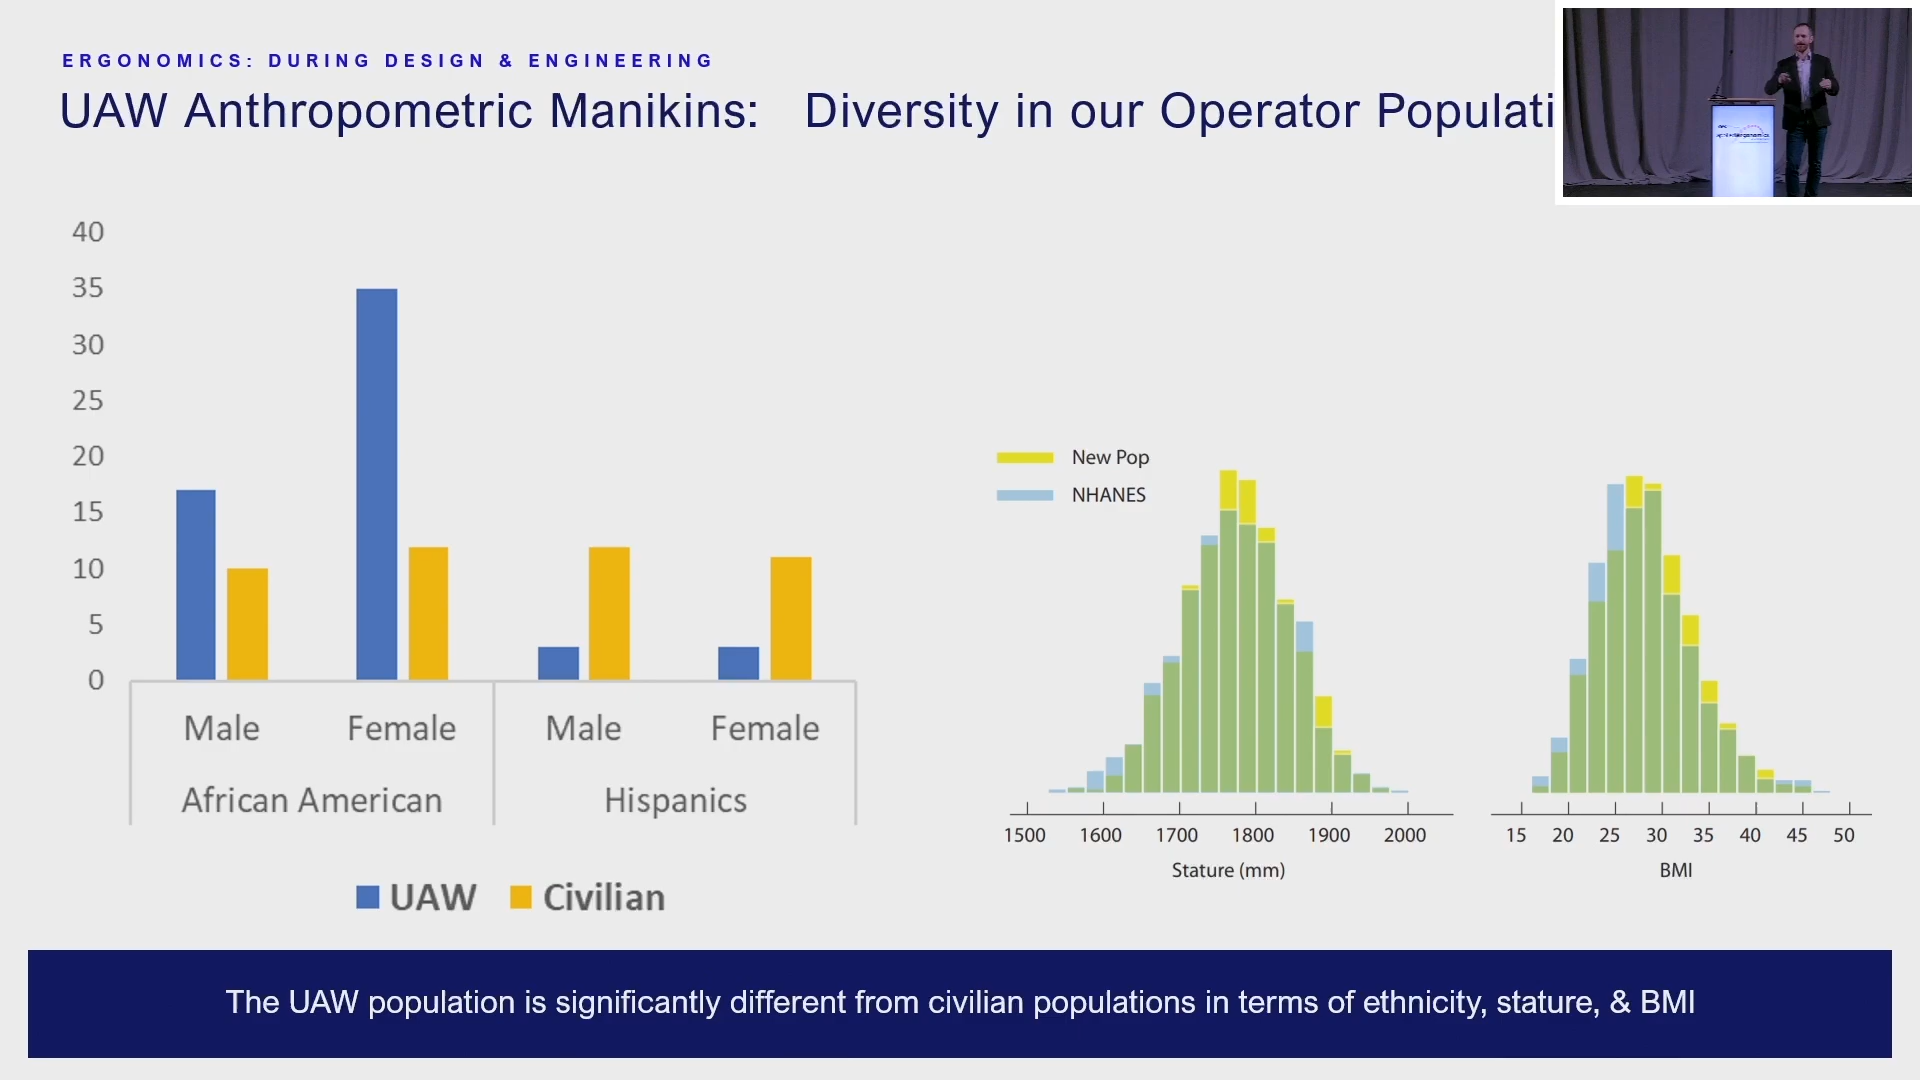 ERGONOMICS: DURING DESIGN & ENGINEERING
UAW Anthropometric Manikins: Diversity in our Operator Populati
40
35
30
25
20
15
10
5
0
Male Female Male Female
African American Hispanics
UAW Civilian
New Pop
NHANES
1500 1600 1700 1800 1900 2000
Stature (mm)
15 20 25 30 35 40 45 50
BMI
The UAW population is significantly different from civilian populations in terms of ethnicity, stature, & BMI